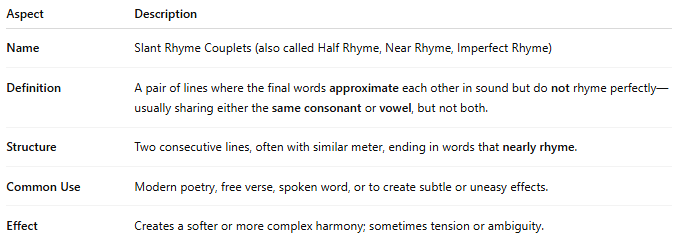 Aspect Description
Name Slant Rhyme Couplets (also called Half Rhyme, Near Rhyme, Imperfect Rhyme)
Definition A pair of lines where the final words approximate each other in sound but do not rhyme perfectly—
usually sharing either the same consonant or vowel, but not both.
Structure Two consecutive lines, often with similar meter, ending in words that nearly rhyme.
Common Use Modern poetry, free verse, spoken word, or to create subtle or uneasy effects.
Effect Creates a softer or more complex harmony; sometimes tension or ambiguity.